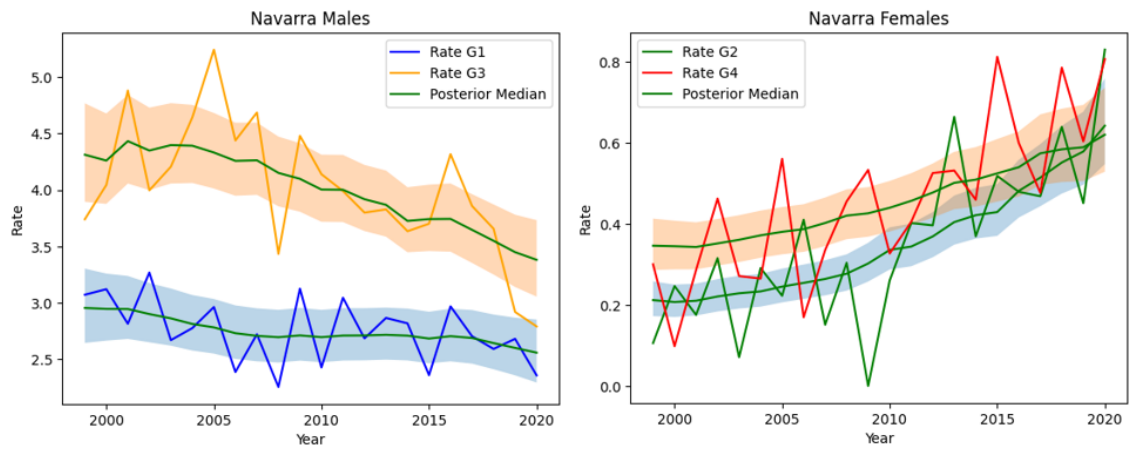 Navarra Males
Rate G1
Rate G3
Posterior Median
5.0
4.5
4.0
3.5
3.0
2.5
Rate
2000
2005
2010
2015
2020
Year
Navarra Females
Rate G2
Rate G4
Posterior Median
0.8
0.6
0.4
0.2
0.0
Rate
2000
2005
2010
2015
2020
Year